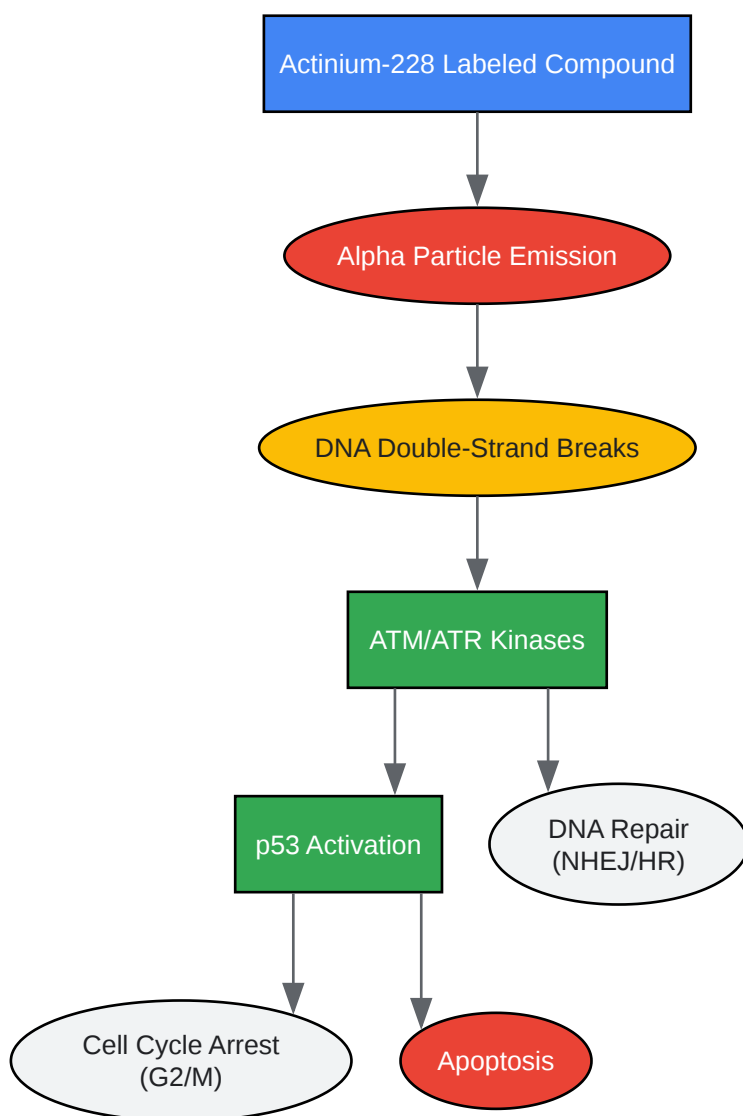 Actinium-228 Labeled Compound
Alpha Particle Emission
DNA Double-Strand Breaks
ATM/ATR Kinases
p53 Activation
DNA Repair
(NHEJ/HR)
Cell Cycle Arrest
(G2/M)
Apoptosis